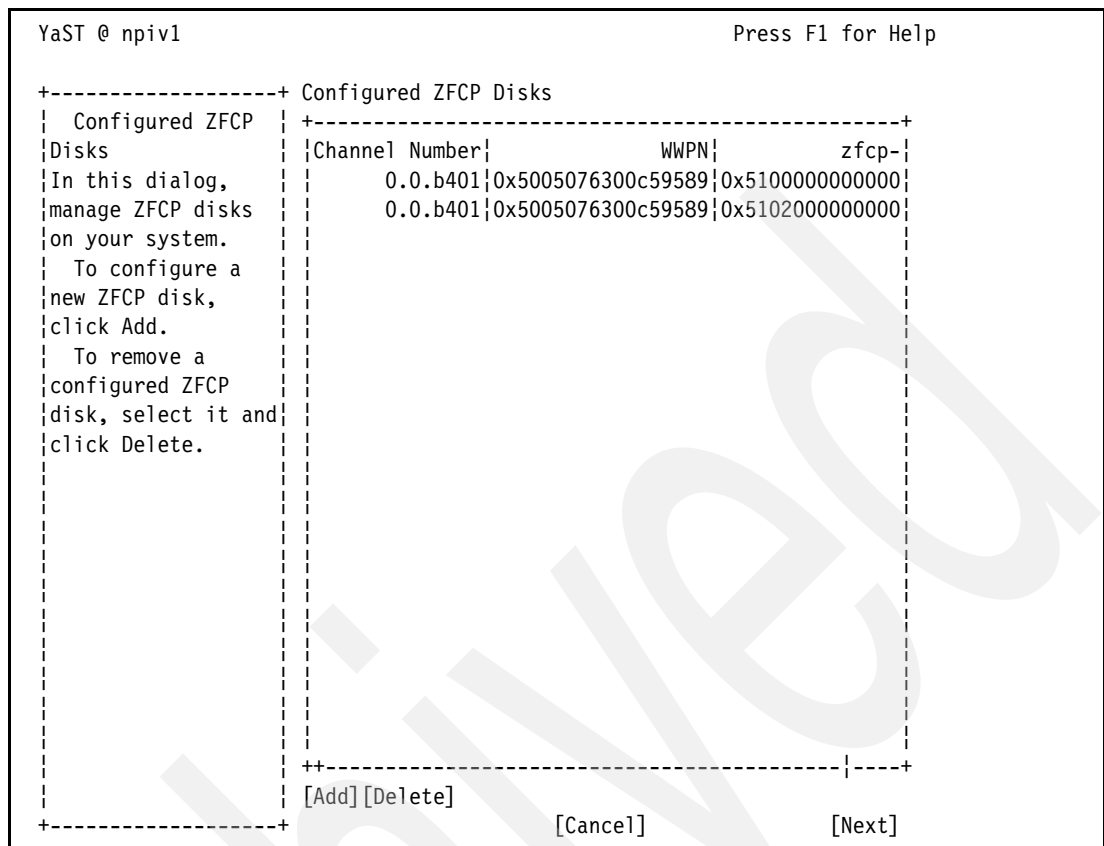 YaST @ npiv1 Press F1 for Help
Configured ZFCP
Disks
In this dialog,
manage ZFCP disks
on your system.
To configure a
new ZFCP disk,
click Add.
To remove a
configured ZFCP
disk, select it and
click Delete.
Configured ZFCP Disks
Channel Number¦ WWPN¦ zfcp-
0.0.b401¦0x5005076300c59589¦0x5100000000000
0.0.b401¦0x5005076300c59589¦0x5102000000000
[Add][Delete]
[Cancel] [Next]
hived